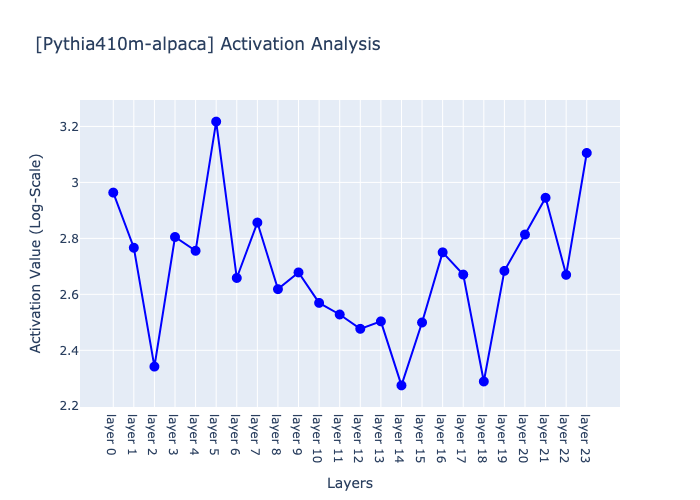 [Pythia410m-alpaca] Activation Analysis
Activation Value (Log-Scale)
3.2
3
2.8
2.6
2.4
2.2
layer 0
layer 1
layer 2
layer 3
layer 4
layer 5
layer 6
layer 7
layer 8
layer 9
layer 10
layer 11
layer 12
layer 13
layer 14
layer 15
layer 16
layer 17
layer 18
layer 19
layer 20
layer 21
layer 22
layer 23
Layers